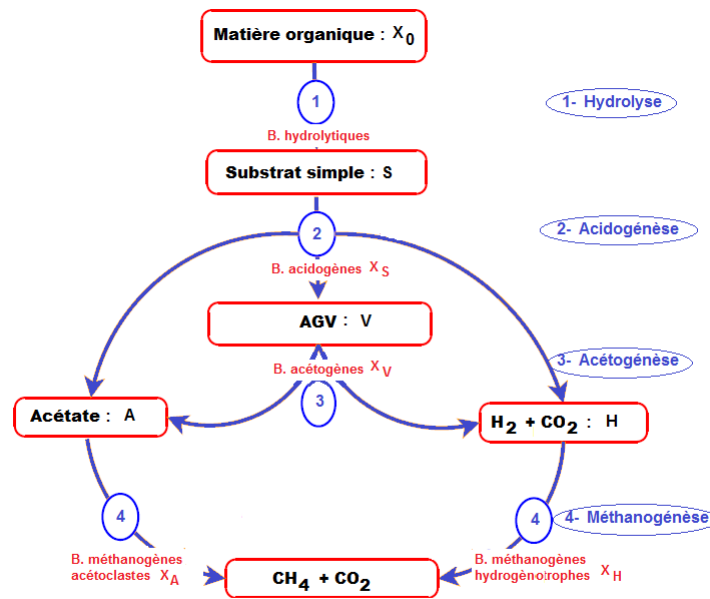 Matière organique : X0
1
1- Hydrolyse
B. hydrolytiques
Substrat simple : S
2
2- Acidogénèse
B. acidogènes XS
AGV : V
3- Acétogénèse
B. acétogènes XV
3
Acétate : A
H2 + CO2 : H
4
4
4- Méthanogénèse
B. méthanogènes
acétoclastes XA
CH4 + CO2
B. méthanogènes
hydrogènotrophes XH